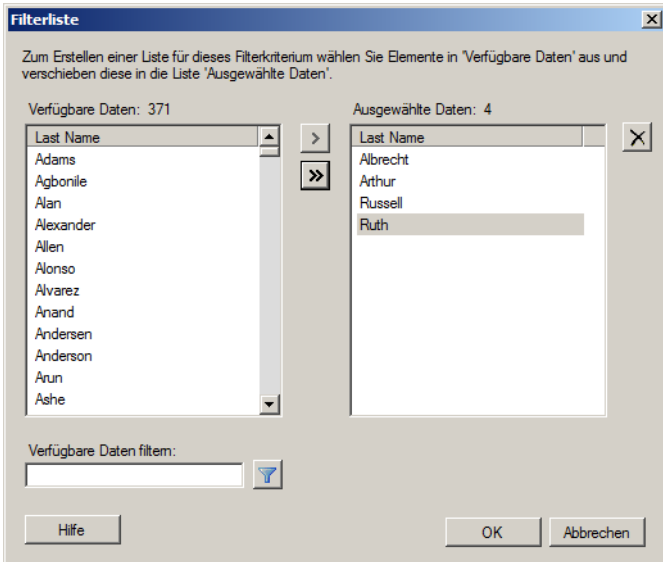 Filterliste
Zum Erstellen einer Liste für dieses Filterkriterium wählen Sie Elemente in 'Verfügbare Daten' aus und
verschieben diese in die Liste 'Ausgewählte Daten'.
Verfügbare Daten: 371
Last Name
Adams
Agbonile
Alan
Alexander
Allen
Alonso
Alvarez
Anand
Andersen
Anderson
Arun
Ashe
Ausgewählte Daten: 4
Last Name
Albrecht
Arthur
Russell
Ruth
Verfügbare Daten filtern:
Hilfe
OK
Abbrechen